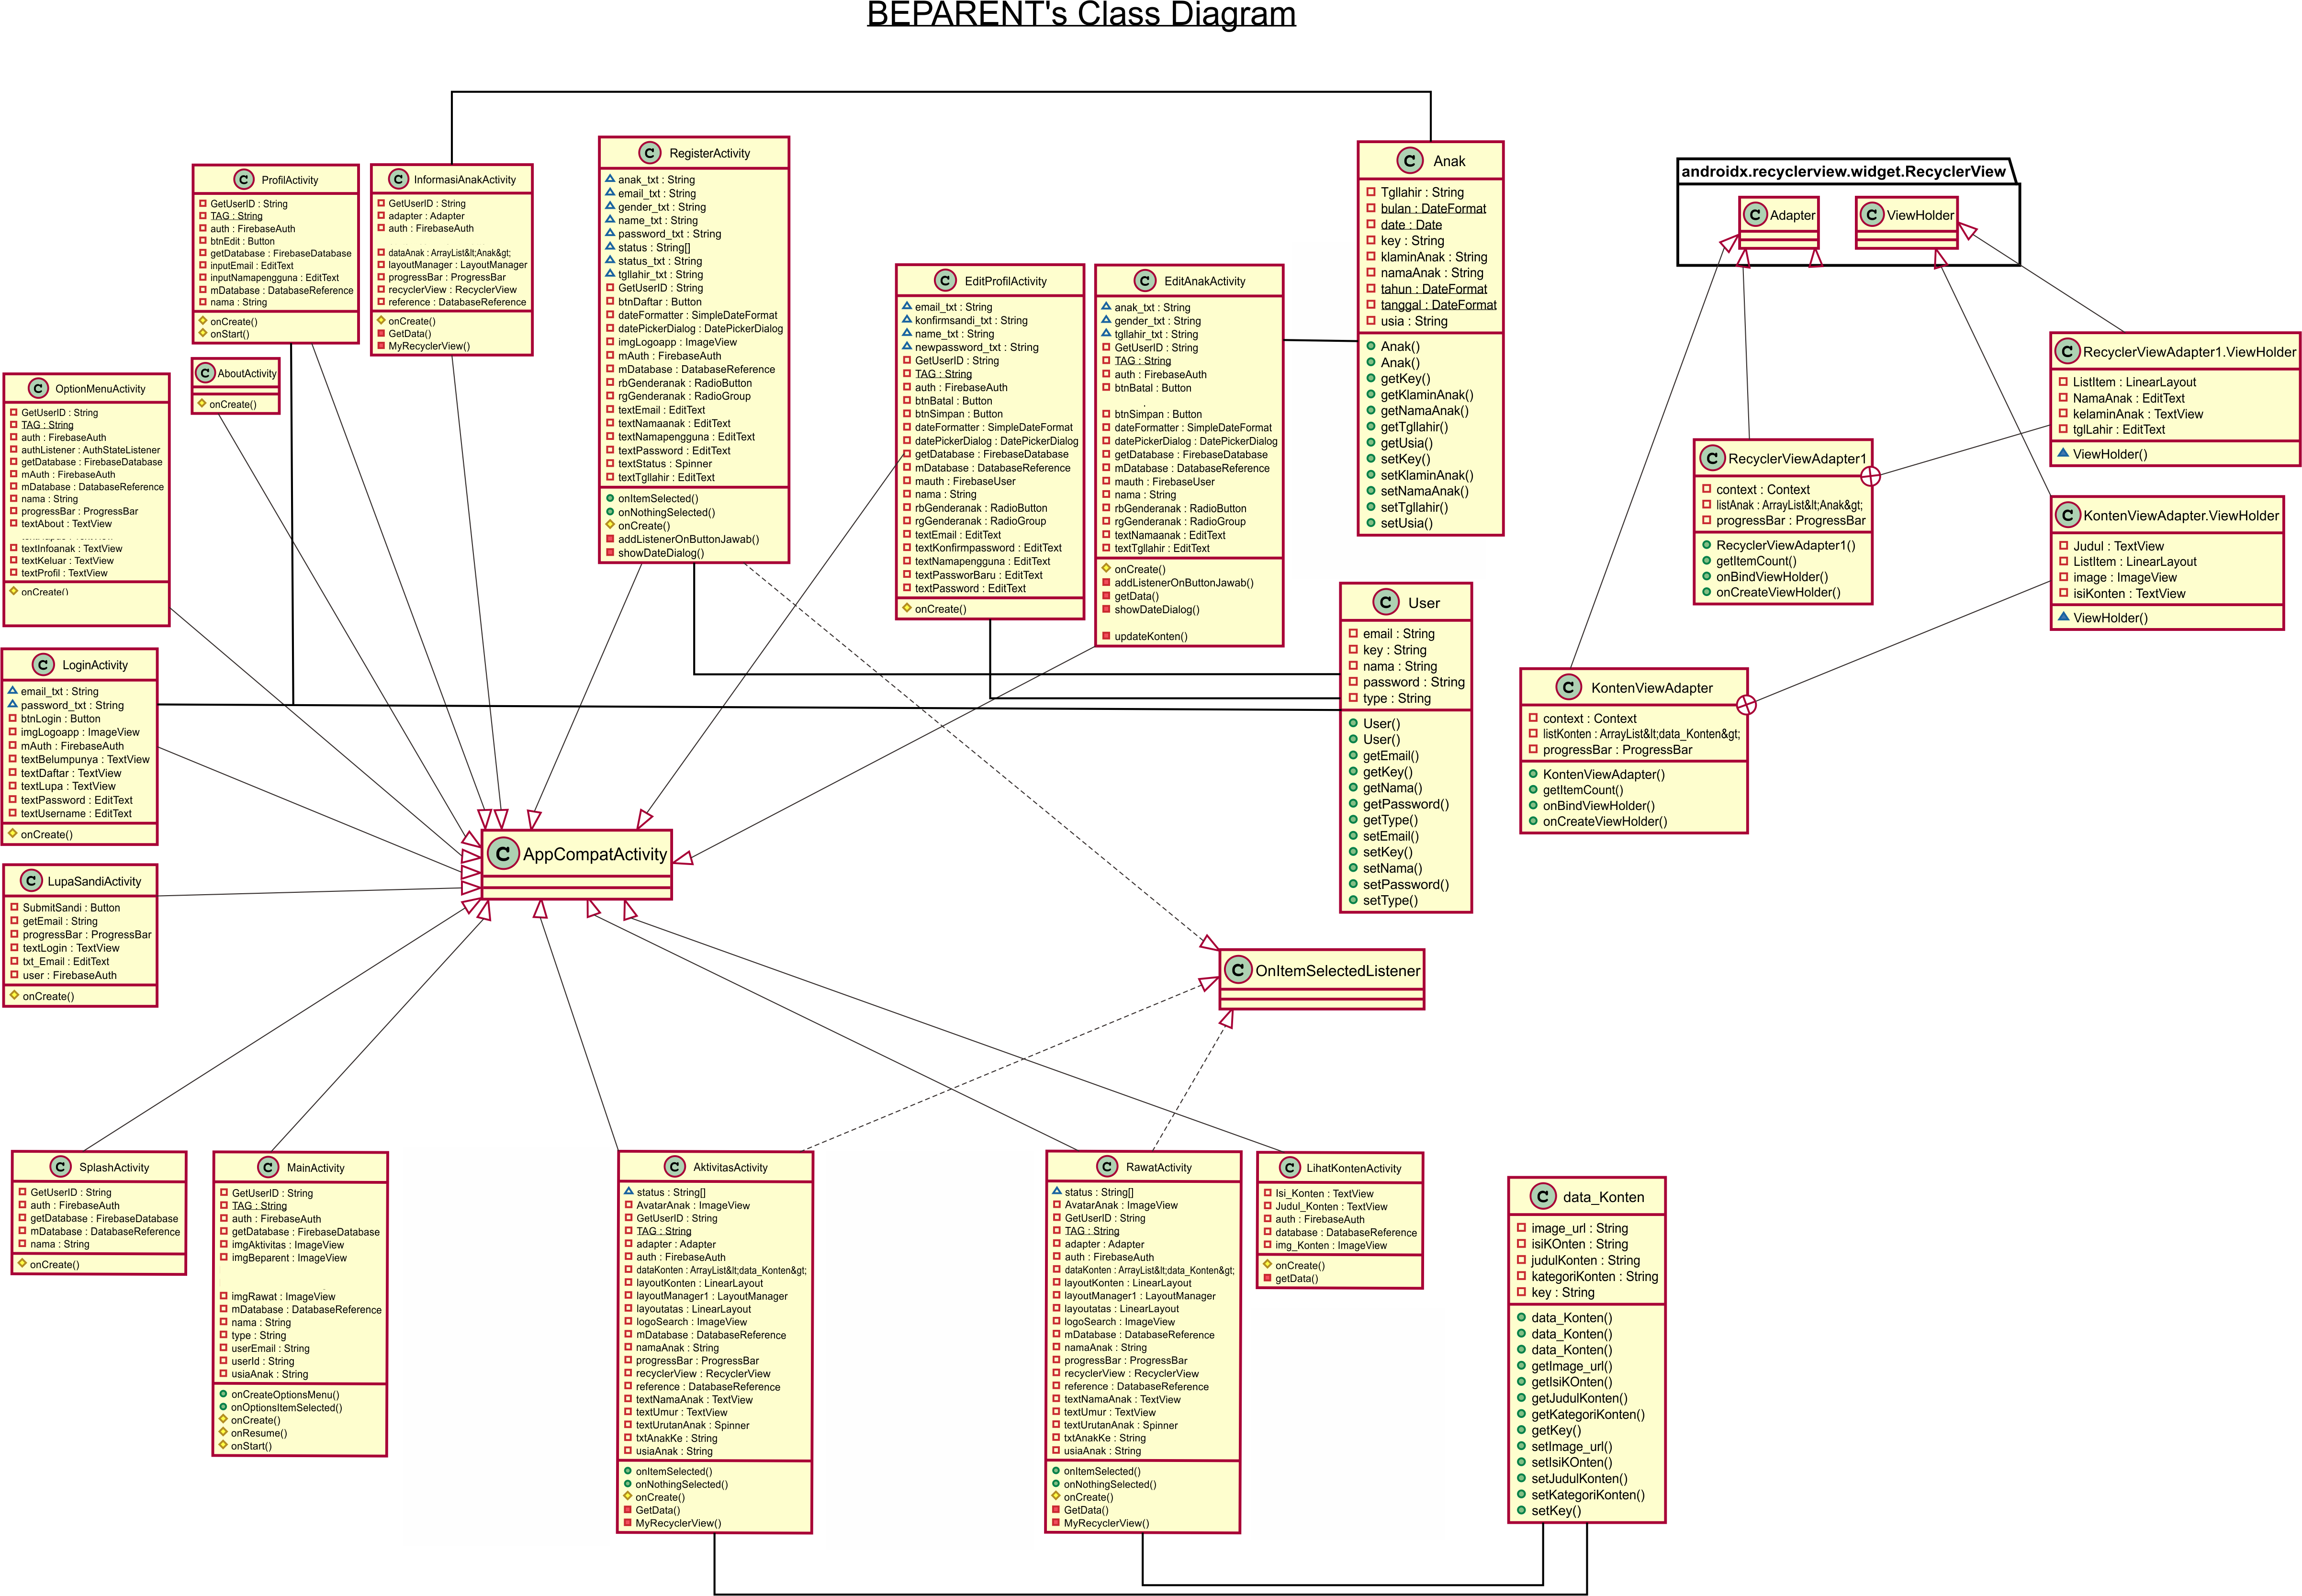 BEPARENT's Class Diagram
ProfilActivity
GetUserID : String
TAG : String
auth : FirebaseAuth
btnEdit : Button
getDatabase : FirebaseDatabase
inputEmail : EditText
inputNamapengguna : EditText
mDatabase : DatabaseReference
nama : String
onCreate()
onStart()
InformasiAnakActivity
GetUserID : String
adapter : Adapter
auth : FirebaseAuth
dataAnak : ArrayList&lt;Anak&gt;
layoutManager : LayoutManager
progressBar : ProgressBar
recyclerView : RecyclerView
reference : DatabaseReference
onCreate()
GetData()
MyRecyclerView()
RegisterActivity
anak_txt : String
email_txt : String
gender_txt : String
name_txt : String
password_txt : String
status : String[]
status_txt : String
tgllahir_txt : String
GetUserID : String
btnDaftar : Button
dateFormatter : SimpleDateFormat
datePickerDialog : DatePickerDialog
imgLogoapp : ImageView
mAuth : FirebaseAuth
mDatabase : DatabaseReference
rbGenderanak : RadioButton
rgGenderanak : RadioGroup
textEmail : EditText
textNamaanak : EditText
textNamapengguna : EditText
textPassword : EditText
textStatus : Spinner
textTgllahir : EditText
onItemSelected()
onNothingSelected()
onCreate()
addListenerOnButtonJawab()
showDateDialog()
EditProfilActivity
email_txt : String
konfirmsandi_txt : String
name_txt : String
newpassword_txt : String
GetUserID : String
TAG : String
auth : FirebaseAuth
btnBatal : Button
btnSimpan : Button
dateFormatter : SimpleDateFormat
datePickerDialog : DatePickerDialog
getDatabase : FirebaseDatabase
mDatabase : DatabaseReference
mauth : FirebaseUser
nama : String
rbGenderanak : RadioButton
rgGenderanak : RadioGroup
textEmail : EditText
textKonfirmpassword : EditText
textNamapengguna : EditText
textPassworBaru : EditText
textPassword : EditText
onCreate()
EditAnakActivity
anak_txt : String
gender_txt : String
tgllahir_txt : String
GetUserID : String
TAG : String
auth : FirebaseAuth
btnBatal : Button
btnSimpan : Button
dateFormatter : SimpleDateFormat
datePickerDialog : DatePickerDialog
getDatabase : FirebaseDatabase
mDatabase : DatabaseReference
mauth : FirebaseUser
nama : String
rbGenderanak : RadioButton
rgGenderanak : RadioGroup
textNamaanak : EditText
textTgllahir : EditText
onCreate()
addListenerOnButtonJawab()
getData()
showDateDialog()
updateKonten()
Anak
Tgllahir : String
bulan : DateFormat
date : Date
key : String
klaminAnak : String
namaAnak : String
tahun : DateFormat
tanggal : DateFormat
usia : String
Anak()
Anak()
getKey()
getKlaminAnak()
getNamaAnak()
getTgllahir()
getUsia()
setKey()
setKlaminAnak()
setNamaAnak()
setTgllahir()
setUsia()
androidx.recyclerview.widget.RecyclerView
Adapter
ViewHolder
RecyclerViewAdapter1.ViewHolder
ListItem : LinearLayout
NamaAnak : EditText
kelaminAnak : TextView
tglLahir : EditText
ViewHolder()
RecyclerViewAdapter1
context : Context
listAnak : ArrayList&lt;Anak&gt;
progressBar : ProgressBar
RecyclerViewAdapter1()
getItemCount()
onBindViewHolder()
onCreateViewHolder()
KontenViewAdapter.ViewHolder
Judul : TextView
ListItem : LinearLayout
image : ImageView
isiKonten : TextView
ViewHolder()
KontenViewAdapter
context : Context
listKonten : ArrayList&lt;data_Konten&gt;
progressBar : ProgressBar
KontenViewAdapter()
getItemCount()
onBindViewHolder()
onCreateViewHolder()
AboutActivity
onCreate()
OptionMenuActivity
GetUserID : String
TAG : String
auth : FirebaseAuth
authListener : AuthStateListener
getDatabase : FirebaseDatabase
mAuth : FirebaseAuth
mDatabase : DatabaseReference
nama : String
progressBar : ProgressBar
textAbout : TextView
textInfoanak : TextView
textKeluar : TextView
textProfil : TextView
onCreate()
LoginActivity
email_txt : String
password_txt : String
btnLogin : Button
imgLogoapp : ImageView
mAuth : FirebaseAuth
textBelumpunya : TextView
textDaftar : TextView
textLupa : TextView
textPassword : EditText
textUsername : EditText
onCreate()
User
email : String
key : String
nama : String
password : String
type : String
User()
User()
getEmail()
getKey()
getNama()
getPassword()
getType()
setEmail()
setKey()
setNama()
setPassword()
setType()
AppCompatActivity
LupaSandiActivity
SubmitSandi : Button
getEmail : String
progressBar : ProgressBar
textLogin : TextView
txt_Email : EditText
user : FirebaseAuth
onCreate()
OnItemSelectedListener
SplashActivity
GetUserID : String
auth : FirebaseAuth
getDatabase : FirebaseDatabase
mDatabase : DatabaseReference
nama : String
onCreate()
MainActivity
GetUserID : String
TAG : String
auth : FirebaseAuth
getDatabase : FirebaseDatabase
imgAktivitas : ImageView
imgBeparent : ImageView
imgRawat : ImageView
mDatabase : DatabaseReference
nama : String
type : String
userEmail : String
userId : String
usiaAnak : String
onCreateOptionsMenu()
onOptionsItemSelected()
onCreate()
onResume()
onStart()
AktivitasActivity
status : String[]
AvatarAnak : ImageView
GetUserID : String
TAG : String
adapter : Adapter
auth : FirebaseAuth
dataKonten : ArrayList&lt;data_Konten&gt;
layoutKonten : LinearLayout
layoutManager1 : LayoutManager
layoutatas : LinearLayout
logoSearch : ImageView
mDatabase : DatabaseReference
namaAnak : String
progressBar : ProgressBar
recyclerView : RecyclerView
reference : DatabaseReference
textNamaAnak : TextView
textUmur : TextView
textUrutanAnak : Spinner
txtAnakKe : String
usiaAnak : String
onItemSelected()
onNothingSelected()
onCreate()
GetData()
MyRecyclerView()
RawatActivity
status : String[]
AvatarAnak : ImageView
GetUserID : String
TAG : String
adapter : Adapter
auth : FirebaseAuth
dataKonten : ArrayList&lt;data_Konten&gt;
layoutKonten : LinearLayout
layoutManager1 : LayoutManager
layoutatas : LinearLayout
logoSearch : ImageView
mDatabase : DatabaseReference
namaAnak : String
progressBar : ProgressBar
recyclerView : RecyclerView
reference : DatabaseReference
textNamaAnak : TextView
textUmur : TextView
textUrutanAnak : Spinner
txtAnakKe : String
usiaAnak : String
onItemSelected()
onNothingSelected()
onCreate()
GetData()
MyRecyclerView()
LihatKontenActivity
Isi_Konten : TextView
Judul_Konten : TextView
auth : FirebaseAuth
database : DatabaseReference
img_Konten : ImageView
onCreate()
getData()
data_Konten
image_url : String
isiKOnten : String
judulKonten : String
kategoriKonten : String
key : String
data_Konten()
data_Konten()
data_Konten()
getImage_url()
getIsiKOnten()
getJudulKonten()
getKategoriKonten()
getKey()
setImage_url()
setIsiKOnten()
setJudulKonten()
setKategoriKonten()
setKey()